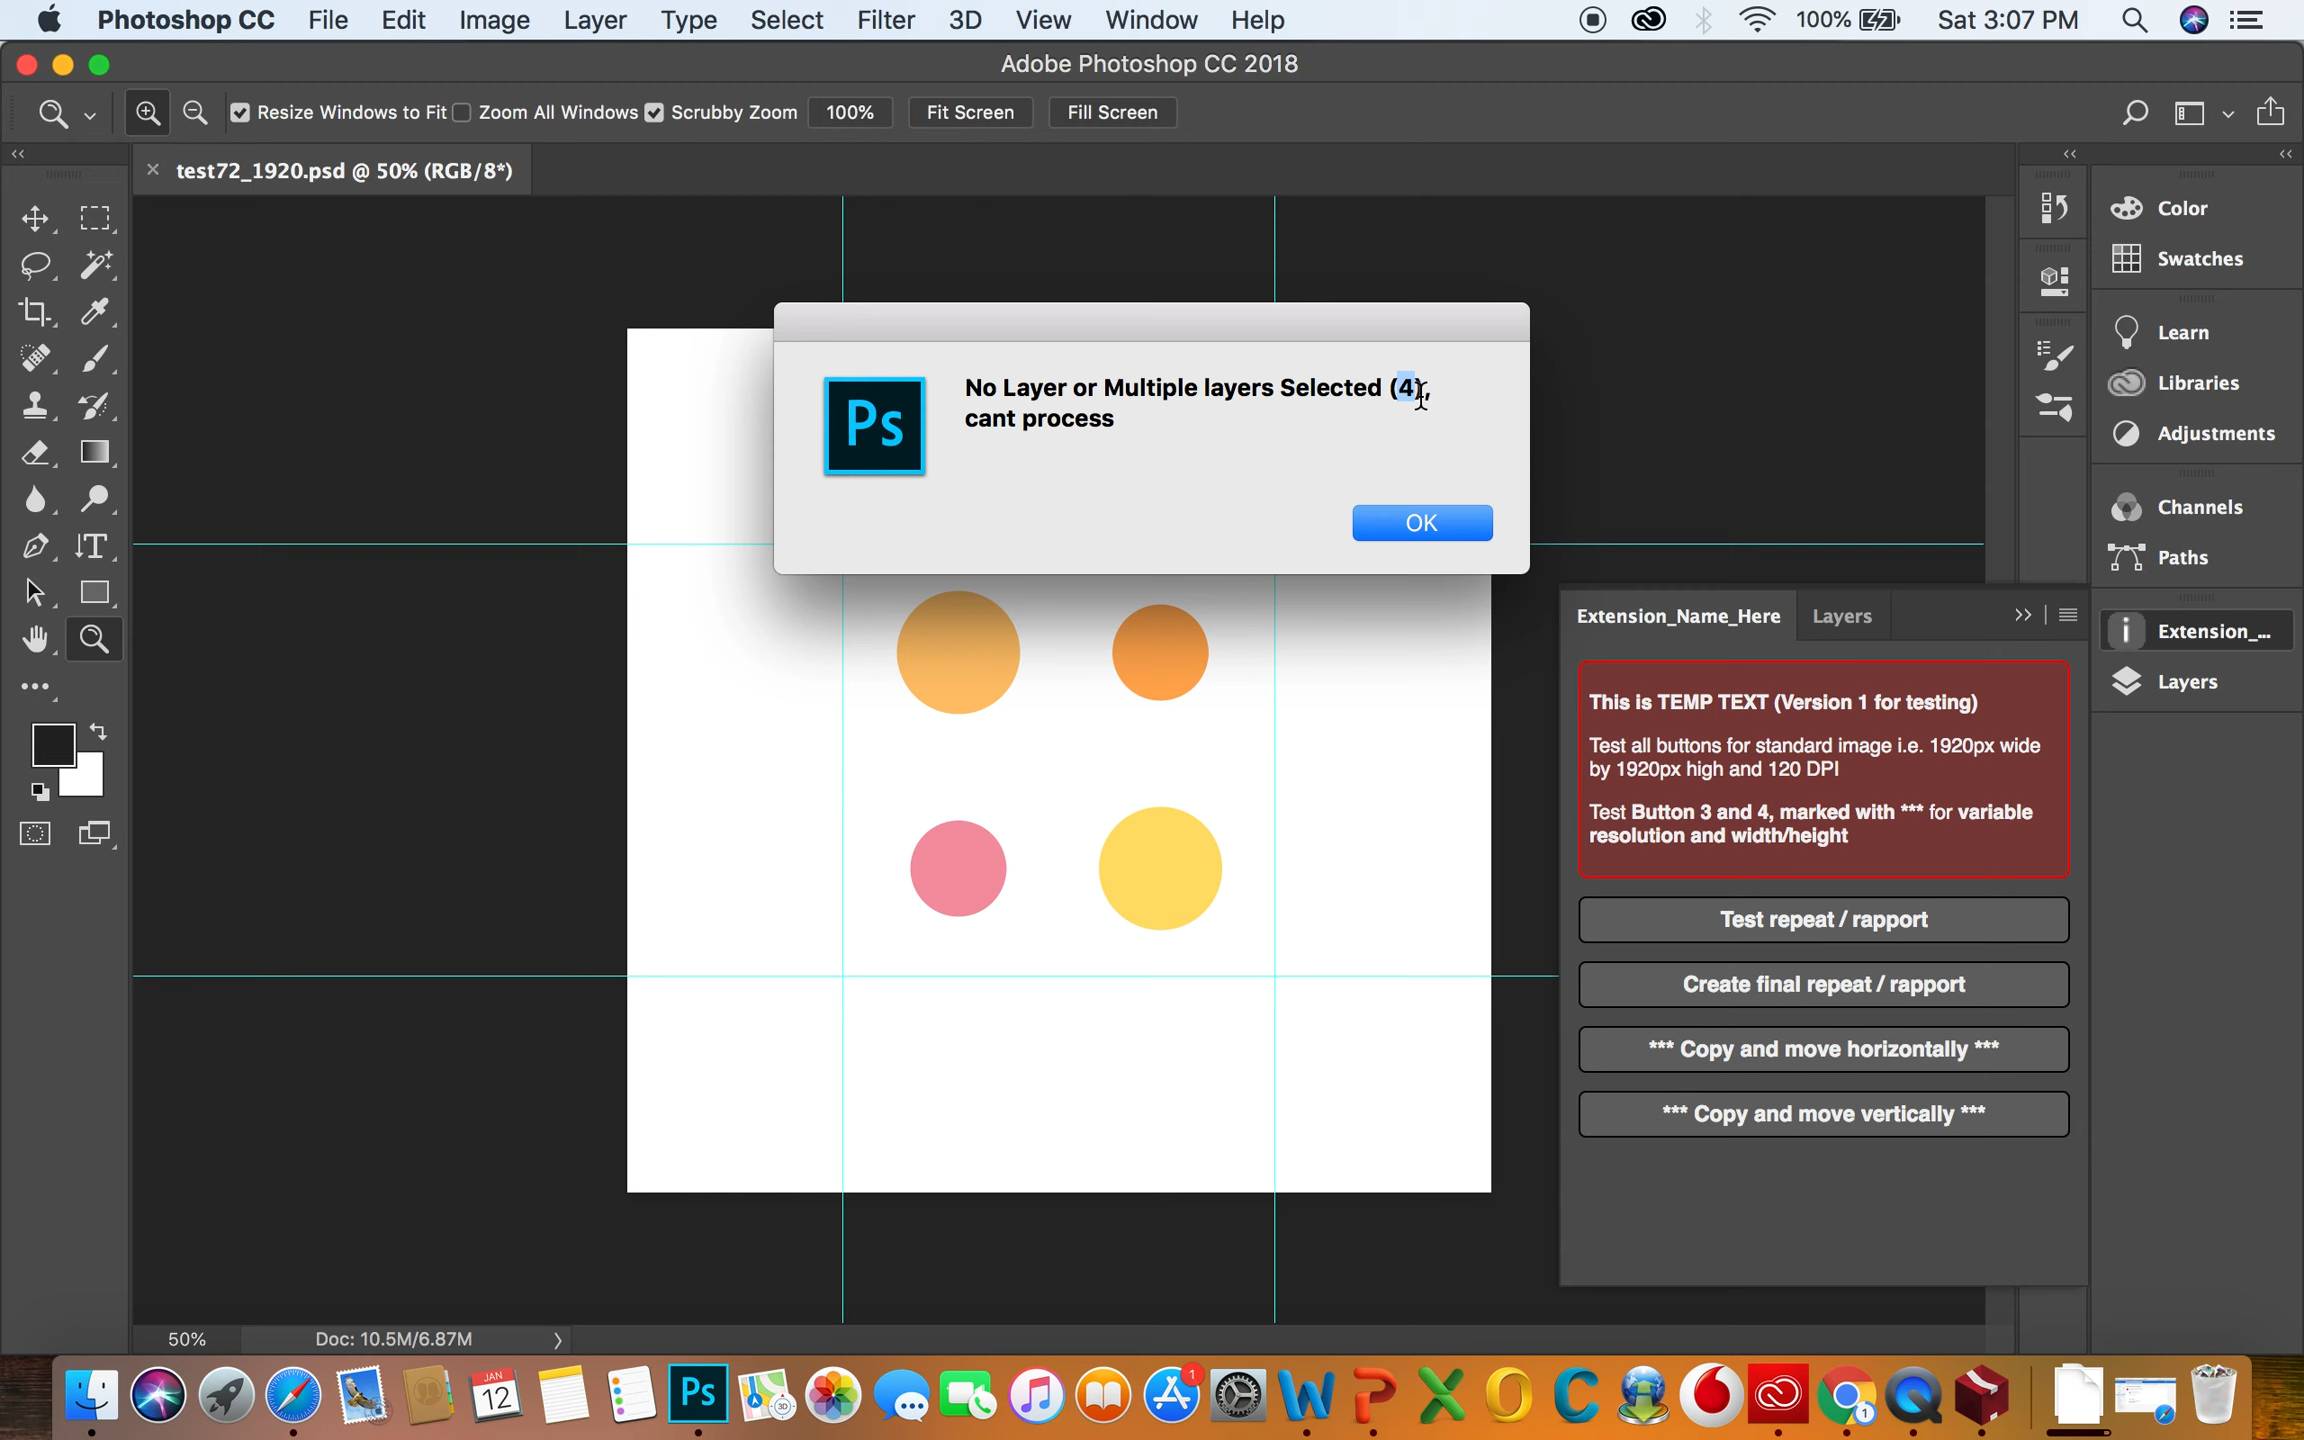 Photoshop CC File Edit Image Layer Type Select Filter 3D View Window Help 100% Sat 3:07 PM
Adobe Photoshop CC 2018
Resize Windows to Fit Zoom All Windows Scrubby Zoom 100% Fit Screen Fill Screen
test72_1920.psd @ 50% (RGB/8*)
Color
Swatches
Learn
Libraries
Adjustments
Channels
Paths
Extension_...
Layers
Ps
No Layer or Multiple layers Selected (4),
cant process
OK
Extension_Name_Here Layers
This is TEMP TEXT (Version 1 for testing)
Test all buttons for standard image i.e. 1920px wide
by 1920px high and 120 DPI
Test Button 3 and 4, marked with *** for variable
resolution and width/height
Test repeat / rapport
Create final repeat / rapport
*** Copy and move horizontally ***
*** Copy and move vertically ***
50% Doc: 10.5M/6.87M
JAN
12
Ps
3D
1
W P X O C
1